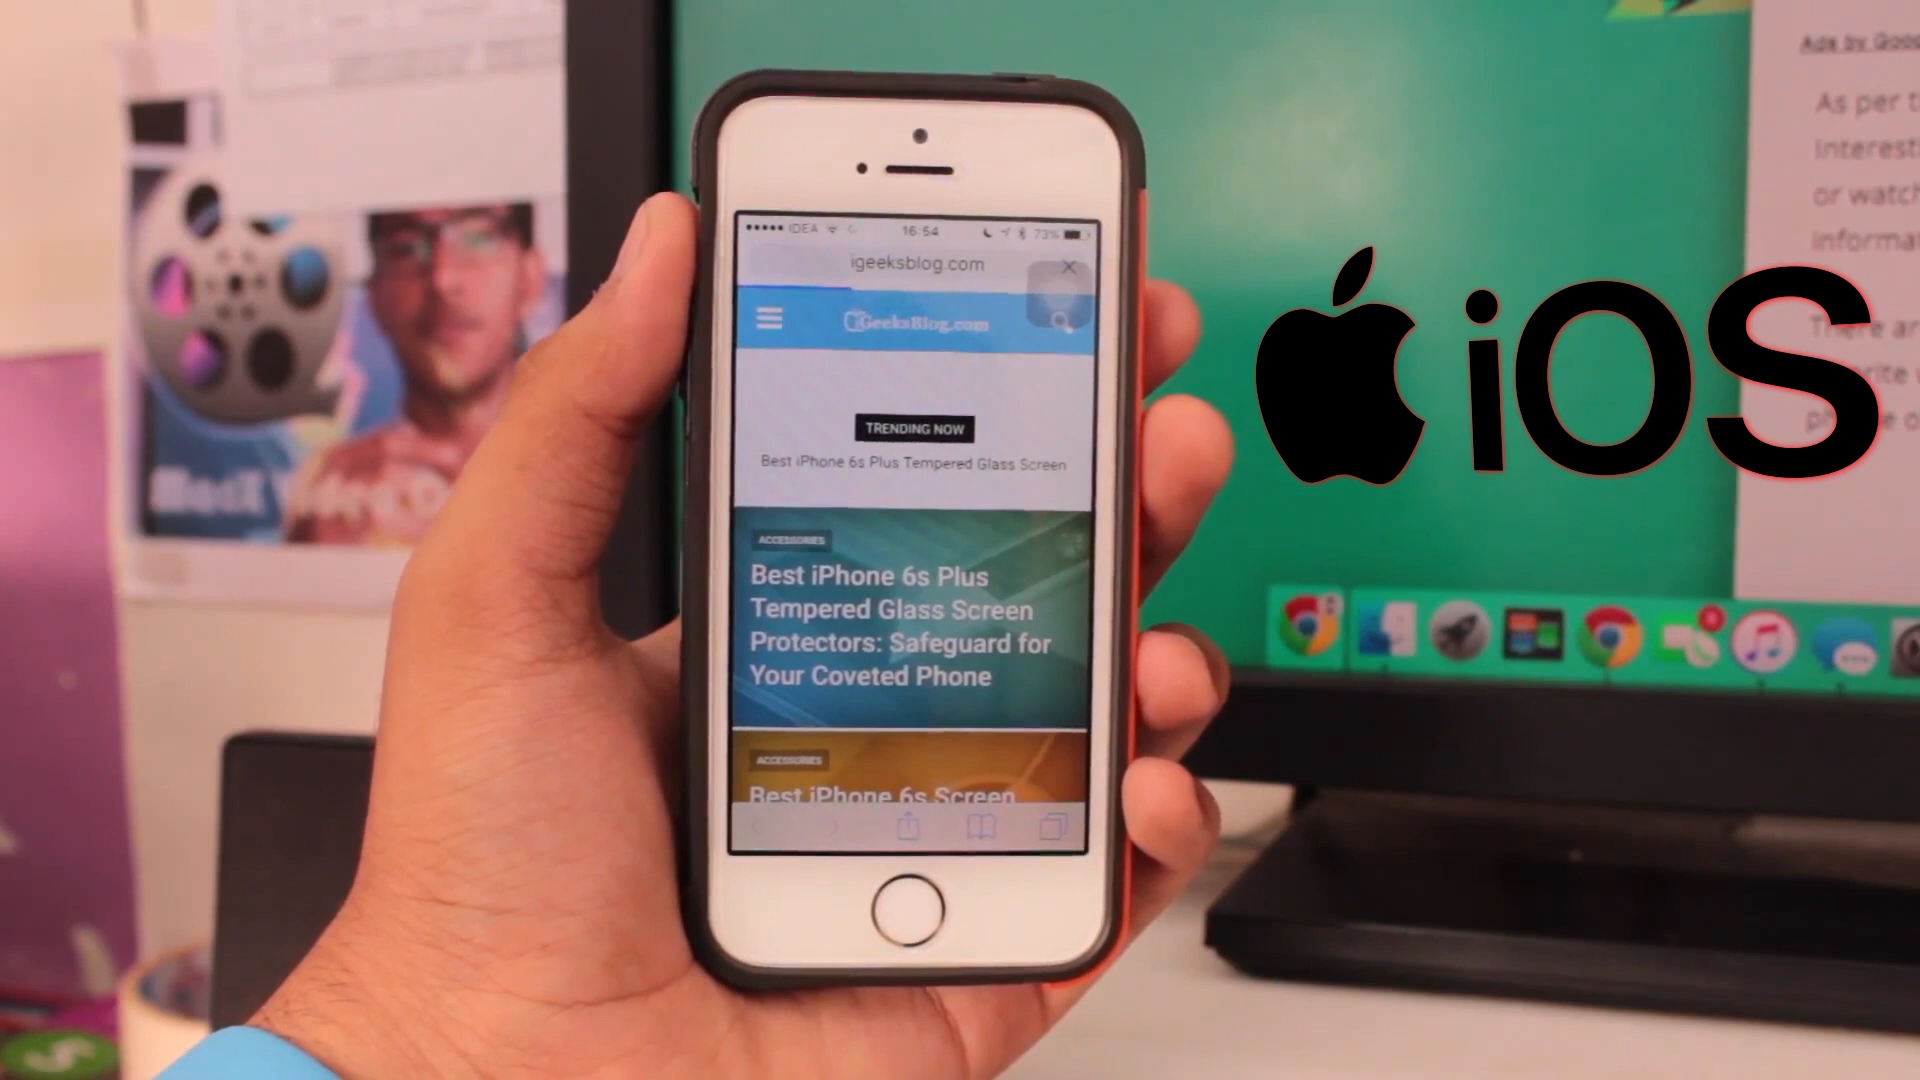 IDEA 16:54 73%
igeeksblog.com
iGeeksBlog.com
TRENDING NOW
Best iPhone 6s Plus Tempered Glass Screen
ACCESSORIES
Best iPhone 6s Plus
Tempered Glass Screen
Protectors: Safeguard for
Your Coveted Phone
ACCESSORIES
Best iPhone 6s Screen
iOS
Ads by
As per
or watch